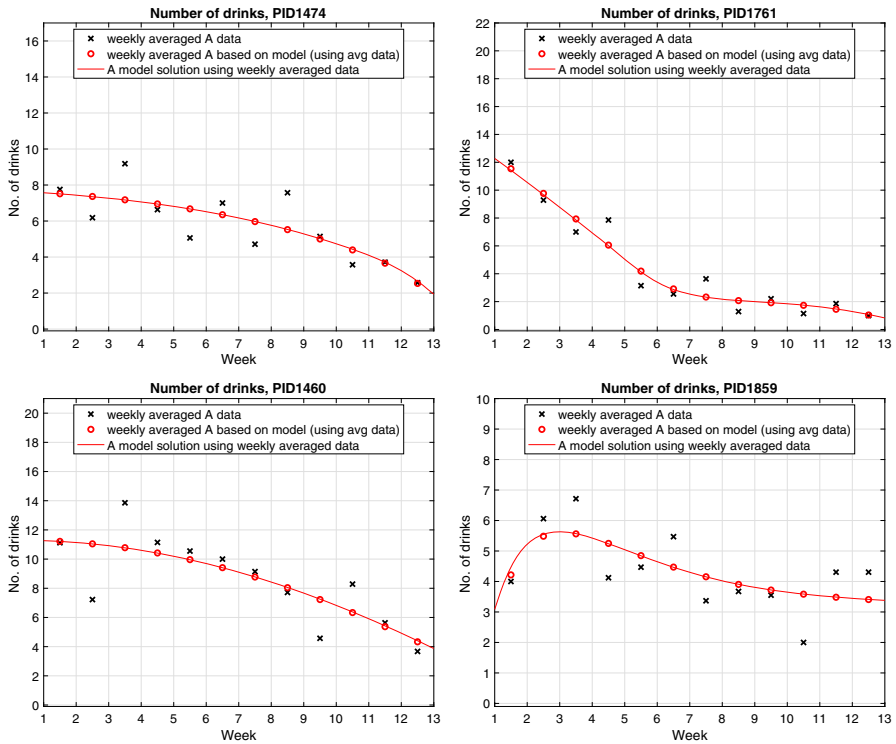 Number of drinks, PID1474
weekly averaged A data
weekly averaged A based on model (using avg data)
A model solution using weekly averaged data
No. of drinks
16
14
12
10
8
6
4
2
0
1 2 3 4 5 6 7 8 9 10 11 12 13
Week
Number of drinks, PID1761
weekly averaged A data
weekly averaged A based on model (using avg data)
A model solution using weekly averaged data
No. of drinks
22
20
18
16
14
12
10
8
6
4
2
0
1 2 3 4 5 6 7 8 9 10 11 12 13
Week
Number of drinks, PID1460
weekly averaged A data
weekly averaged A based on model (using avg data)
A model solution using weekly averaged data
No. of drinks
20
18
16
14
12
10
8
6
4
2
0
1 2 3 4 5 6 7 8 9 10 11 12 13
Week
Number of drinks, PID1859
weekly averaged A data
weekly averaged A based on model (using avg data)
A model solution using weekly averaged data
No. of drinks
10
9
8
7
6
5
4
3
2
1
0
1 2 3 4 5 6 7 8 9 10 11 12 13
Week